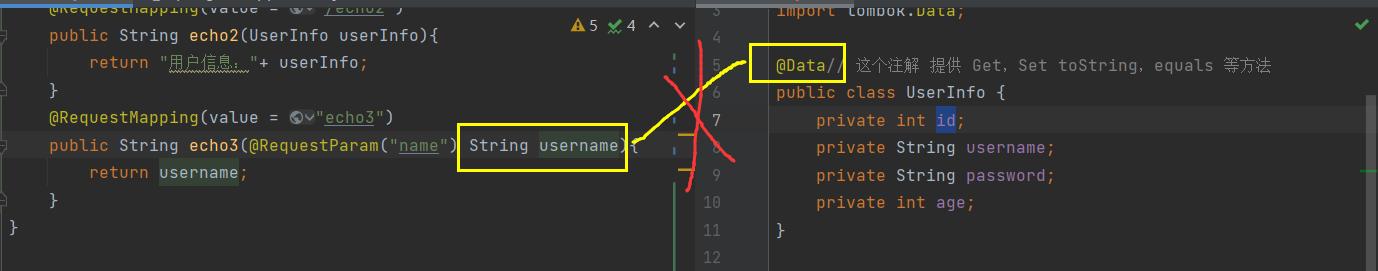 @RequestMapping(value = "/echo2")
public String echo2(UserInfo userInfo){
return "用户信息："+ userInfo;
}
@RequestMapping(value = "echo3")
public String echo3(@RequestParam("name") String username){
return username;
}
}
5 4
3 import lombok.Data;
4
5 @Data// 这个注解 提供 Get, Set toString, equals 等方法
6 public class UserInfo {
7 private int id;
8 private String username;
9 private String password;
10 private int age;
11 }
12